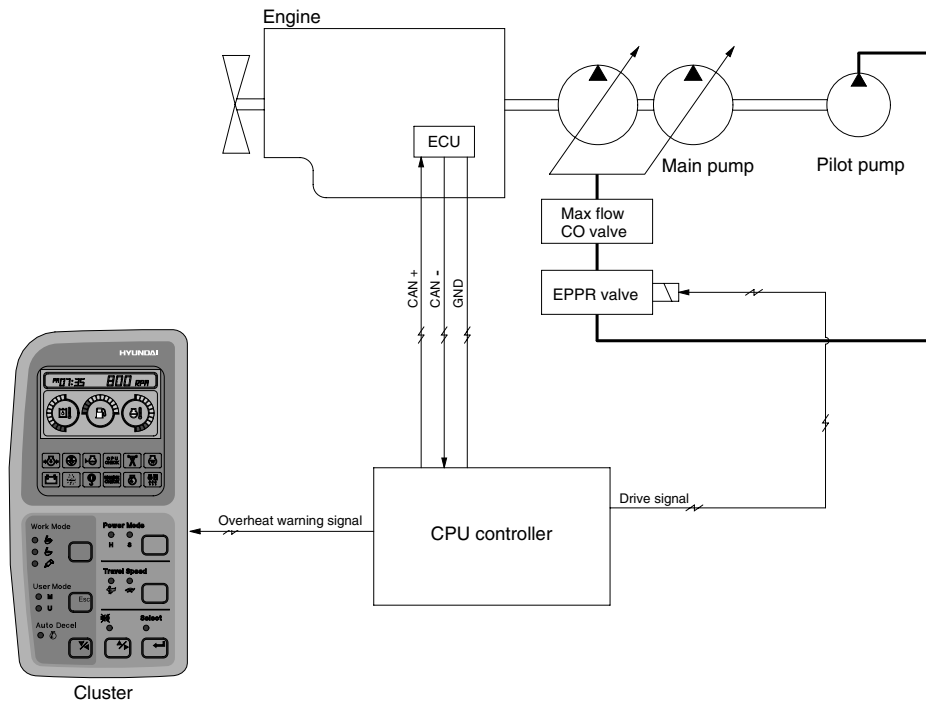 Engine
ECU
Main pump
Pilot pump
Max flow
CO valve
EPPR valve
CAN +
CAN -
GND
HYUNDAI
PM 07:35 800 RPM
CPU
Work Mode
Power Mode
H S
Travel Speed
User Mode
M
U
Esc
Auto Decel
Select
Overheat warning signal
CPU controller
Drive signal
Cluster